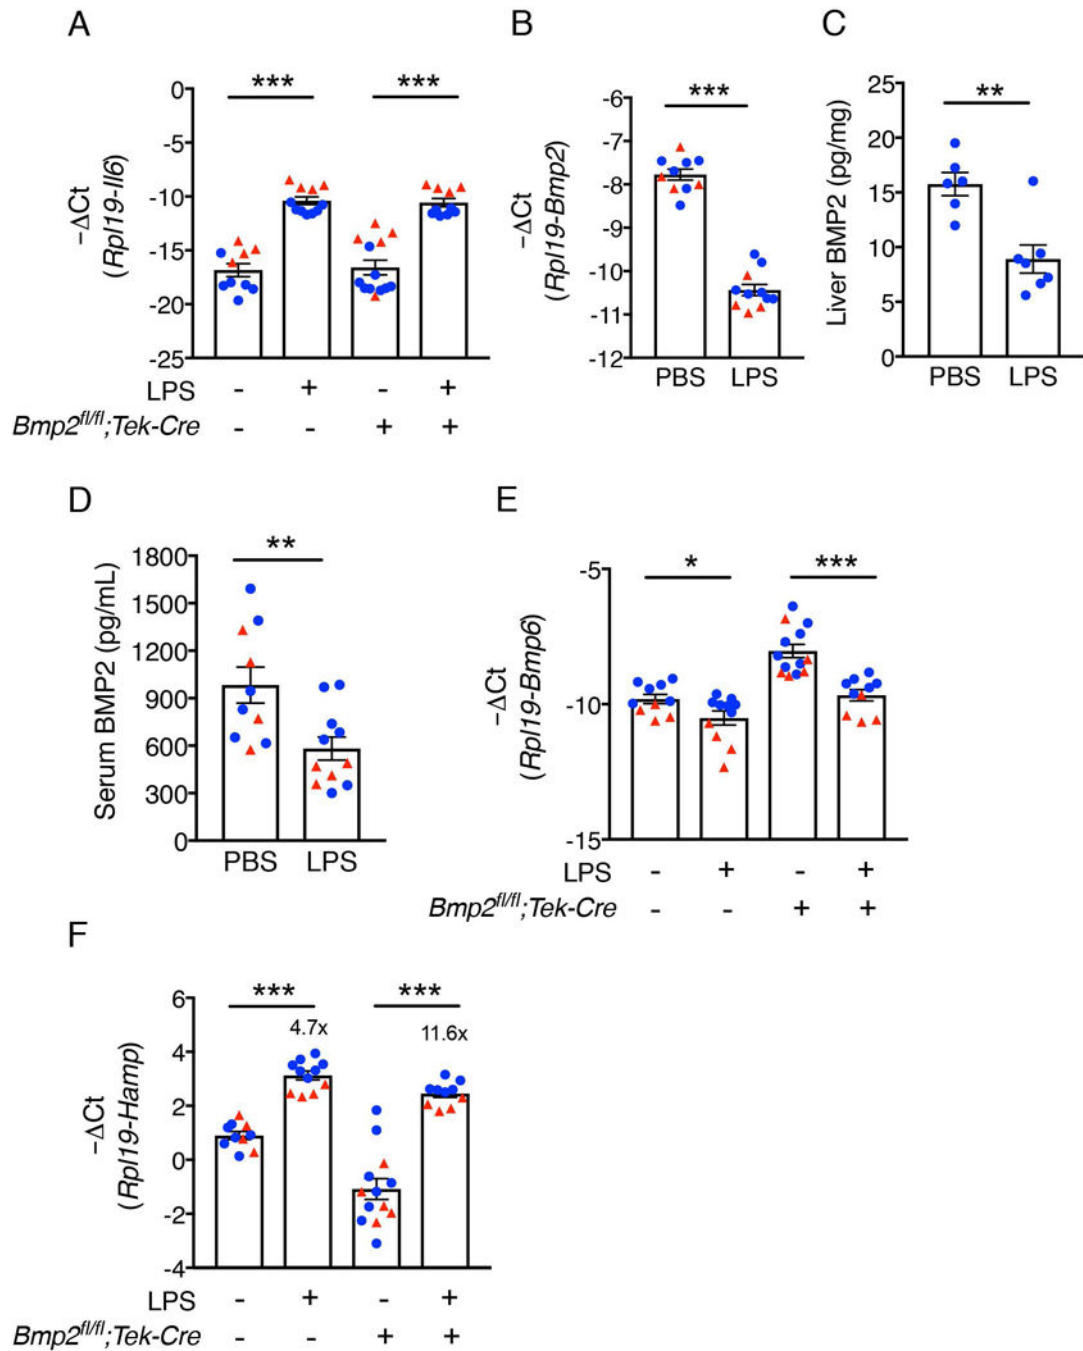 A
***
***
0
-5
-10
-15
-20
-25
−ΔCt
(Rpl19-Il6)
LPS - + - +
Bmp2fl/fl;Tek-Cre - - + +
B
***
-6
-7
-8
-9
-10
-11
-12
−ΔCt
(Rpl19-Bmp2)
PBS LPS
C
**
25
20
15
10
5
0
Liver BMP2 (pg/mg)
PBS LPS
D
**
1800
1500
1200
900
600
300
0
Serum BMP2 (pg/mL)
PBS LPS
E
*
***
-5
-10
-15
−ΔCt
(Rpl19-Bmp6)
LPS - + - +
Bmp2fl/fl;Tek-Cre - - + +
F
***
***
4.7x
11.6x
6
4
2
0
-2
-4
−ΔCt
(Rpl19-Hamp)
LPS - + - +
Bmp2fl/fl;Tek-Cre - - + +